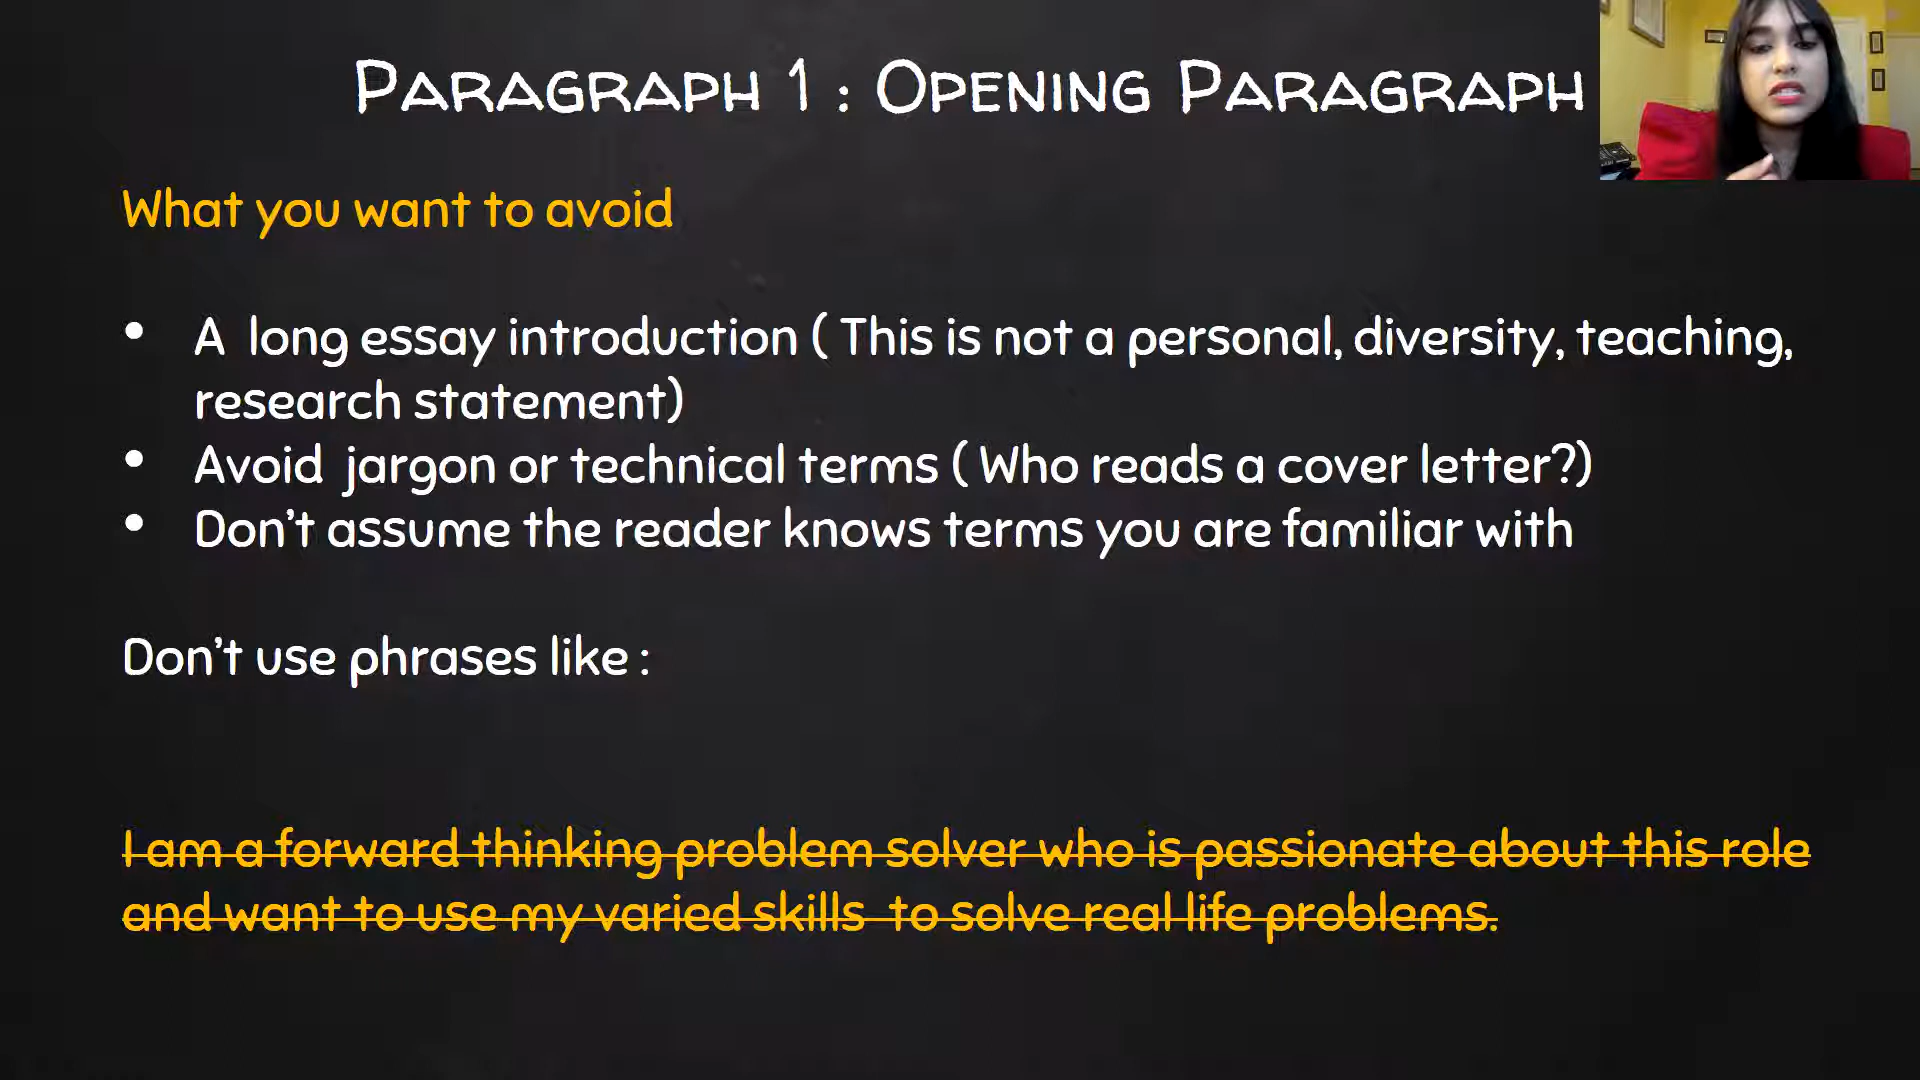 PARAGRAPH 1 : OPENING PARAGRAPH
What you want to avoid
• A long essay introduction ( This is not a personal, diversity, teaching,
research statement)
• Avoid jargon or technical terms ( Who reads a cover letter?)
• Don't assume the reader knows terms you are familiar with
Don't use phrases like :
I am a forward thinking problem solver who is passionate about this role
and want to use my varied skills to solve real life problems.